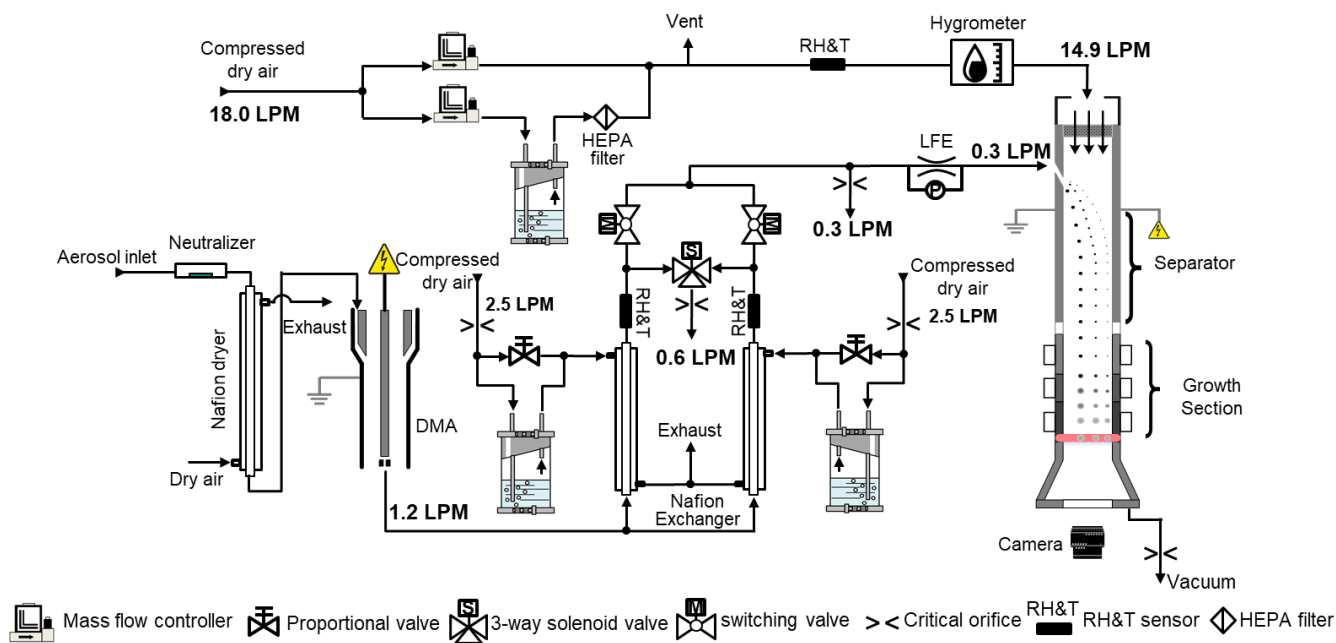 Compressed
dry air
18.0 LPM
Vent
RH&T
Hygrometer
14.9 LPM
HEPA
filter
LFE
0.3 LPM
P
0.3 LPM
M
M
S
Neutralizer
Aerosol inlet
Nafion dryer
Exhaust
Dry air
DMA
Compressed
dry air
2.5 LPM
RH&T
RH&T
0.6 LPM
Compressed
dry air
2.5 LPM
Exhaust
Nafion
Exchanger
1.2 LPM
Separator
Growth
Section
Camera
Vacuum
Mass flow controller
Proportional valve
S
3-way solenoid valve
M
switching valve
Critical orifice
RH&T
RH&T sensor
HEPA filter